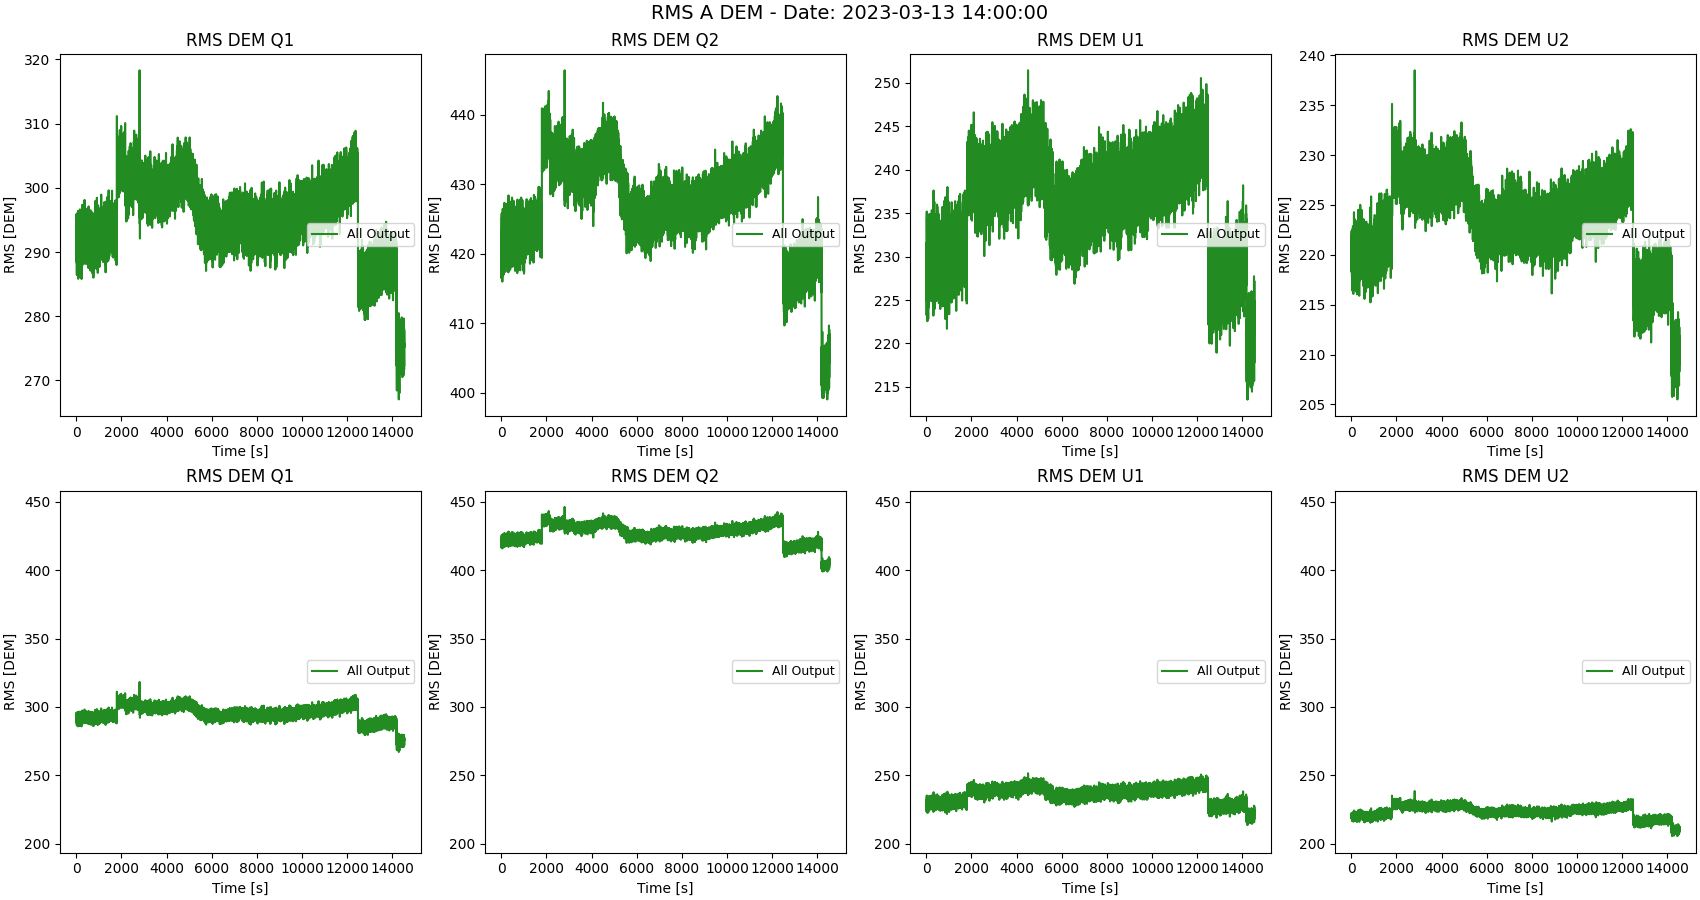 RMS A DEM - Date: 2023-03-13 14:00:00
RMS DEM Q1
RMS [DEM]
320
310
300
290
280
270
All Output
0 2000 4000 6000 8000 10000 12000 14000
Time [s]
RMS DEM Q2
RMS [DEM]
440
430
420
410
400
All Output
0 2000 4000 6000 8000 10000 12000 14000
Time [s]
RMS DEM U1
RMS [DEM]
250
245
240
235
230
225
220
215
All Output
0 2000 4000 6000 8000 10000 12000 14000
Time [s]
RMS DEM U2
RMS [DEM]
240
235
230
225
220
215
210
205
All Output
0 2000 4000 6000 8000 10000 12000 14000
Time [s]
RMS DEM Q1
RMS [DEM]
450
400
350
300
250
200
All Output
0 2000 4000 6000 8000 10000 12000 14000
Time [s]
RMS DEM Q2
RMS [DEM]
450
400
350
300
250
200
All Output
0 2000 4000 6000 8000 10000 12000 14000
Time [s]
RMS DEM U1
RMS [DEM]
450
400
350
300
250
200
All Output
0 2000 4000 6000 8000 10000 12000 14000
Time [s]
RMS DEM U2
RMS [DEM]
450
400
350
300
250
200
All Output
0 2000 4000 6000 8000 10000 12000 14000
Time [s]